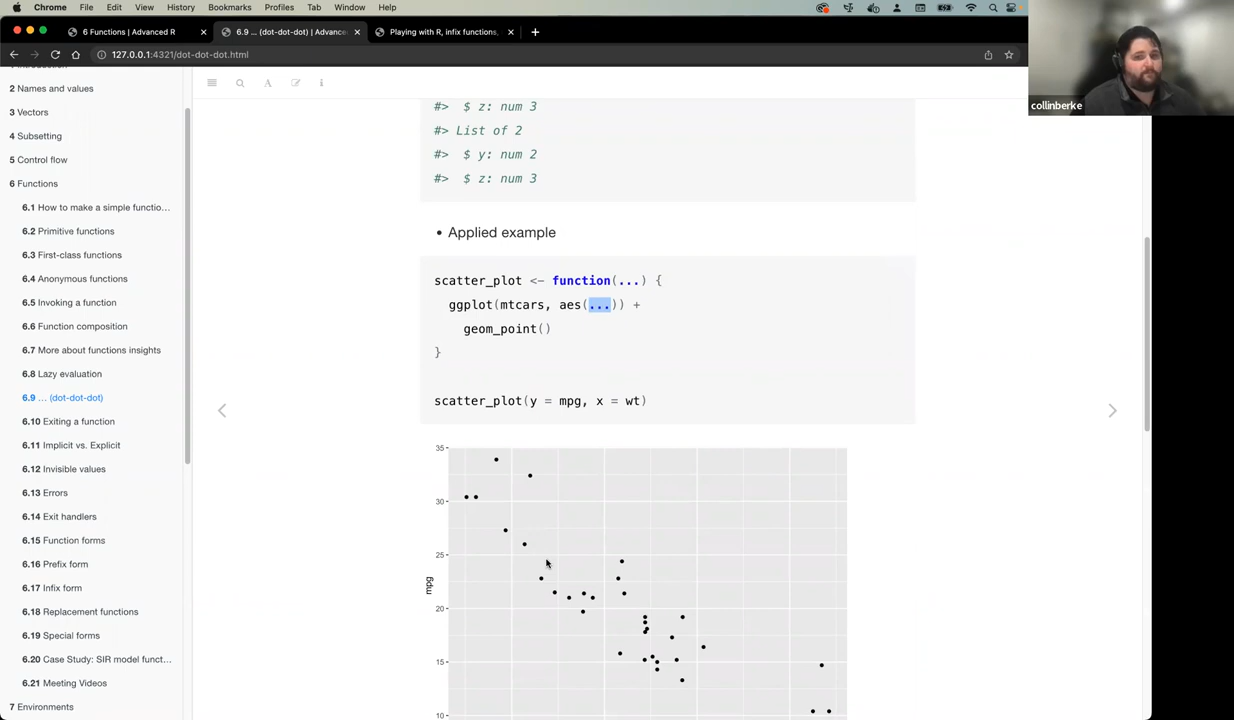 Chrome File Edit View History Bookmarks Profiles Tab Window Help
6 Functions | Advanced R
6.9 ... (dot-dot-dot) | Advance
Playing with R, infix functions,
127.0.0.1:4321/dot-dot-dot.html
collinberke
2 Names and values
3 Vectors
4 Subsetting
5 Control flow
6 Functions
6.1 How to make a simple functio...
6.2 Primitive functions
6.3 First-class functions
6.4 Anonymous functions
6.5 Invoking a function
6.6 Function composition
6.7 More about functions insights
6.8 Lazy evaluation
6.9 ... (dot-dot-dot)
6.10 Exiting a function
6.11 Implicit vs. Explicit
6.12 Invisible values
6.13 Errors
6.14 Exit handlers
6.15 Function forms
6.16 Prefix form
6.17 Infix form
6.18 Replacement functions
6.19 Special forms
6.20 Case Study: SIR model funct...
6.21 Meeting Videos
7 Environments
#> $ z: num 3
#> List of 2
#> $ y: num 2
#> $ z: num 3
• Applied example
scatter_plot <- function(...) {
ggplot(mtcars, aes(...)) +
geom_point()
}
scatter_plot(y = mpg, x = wt)
35
30
25
20
15
10
mpg